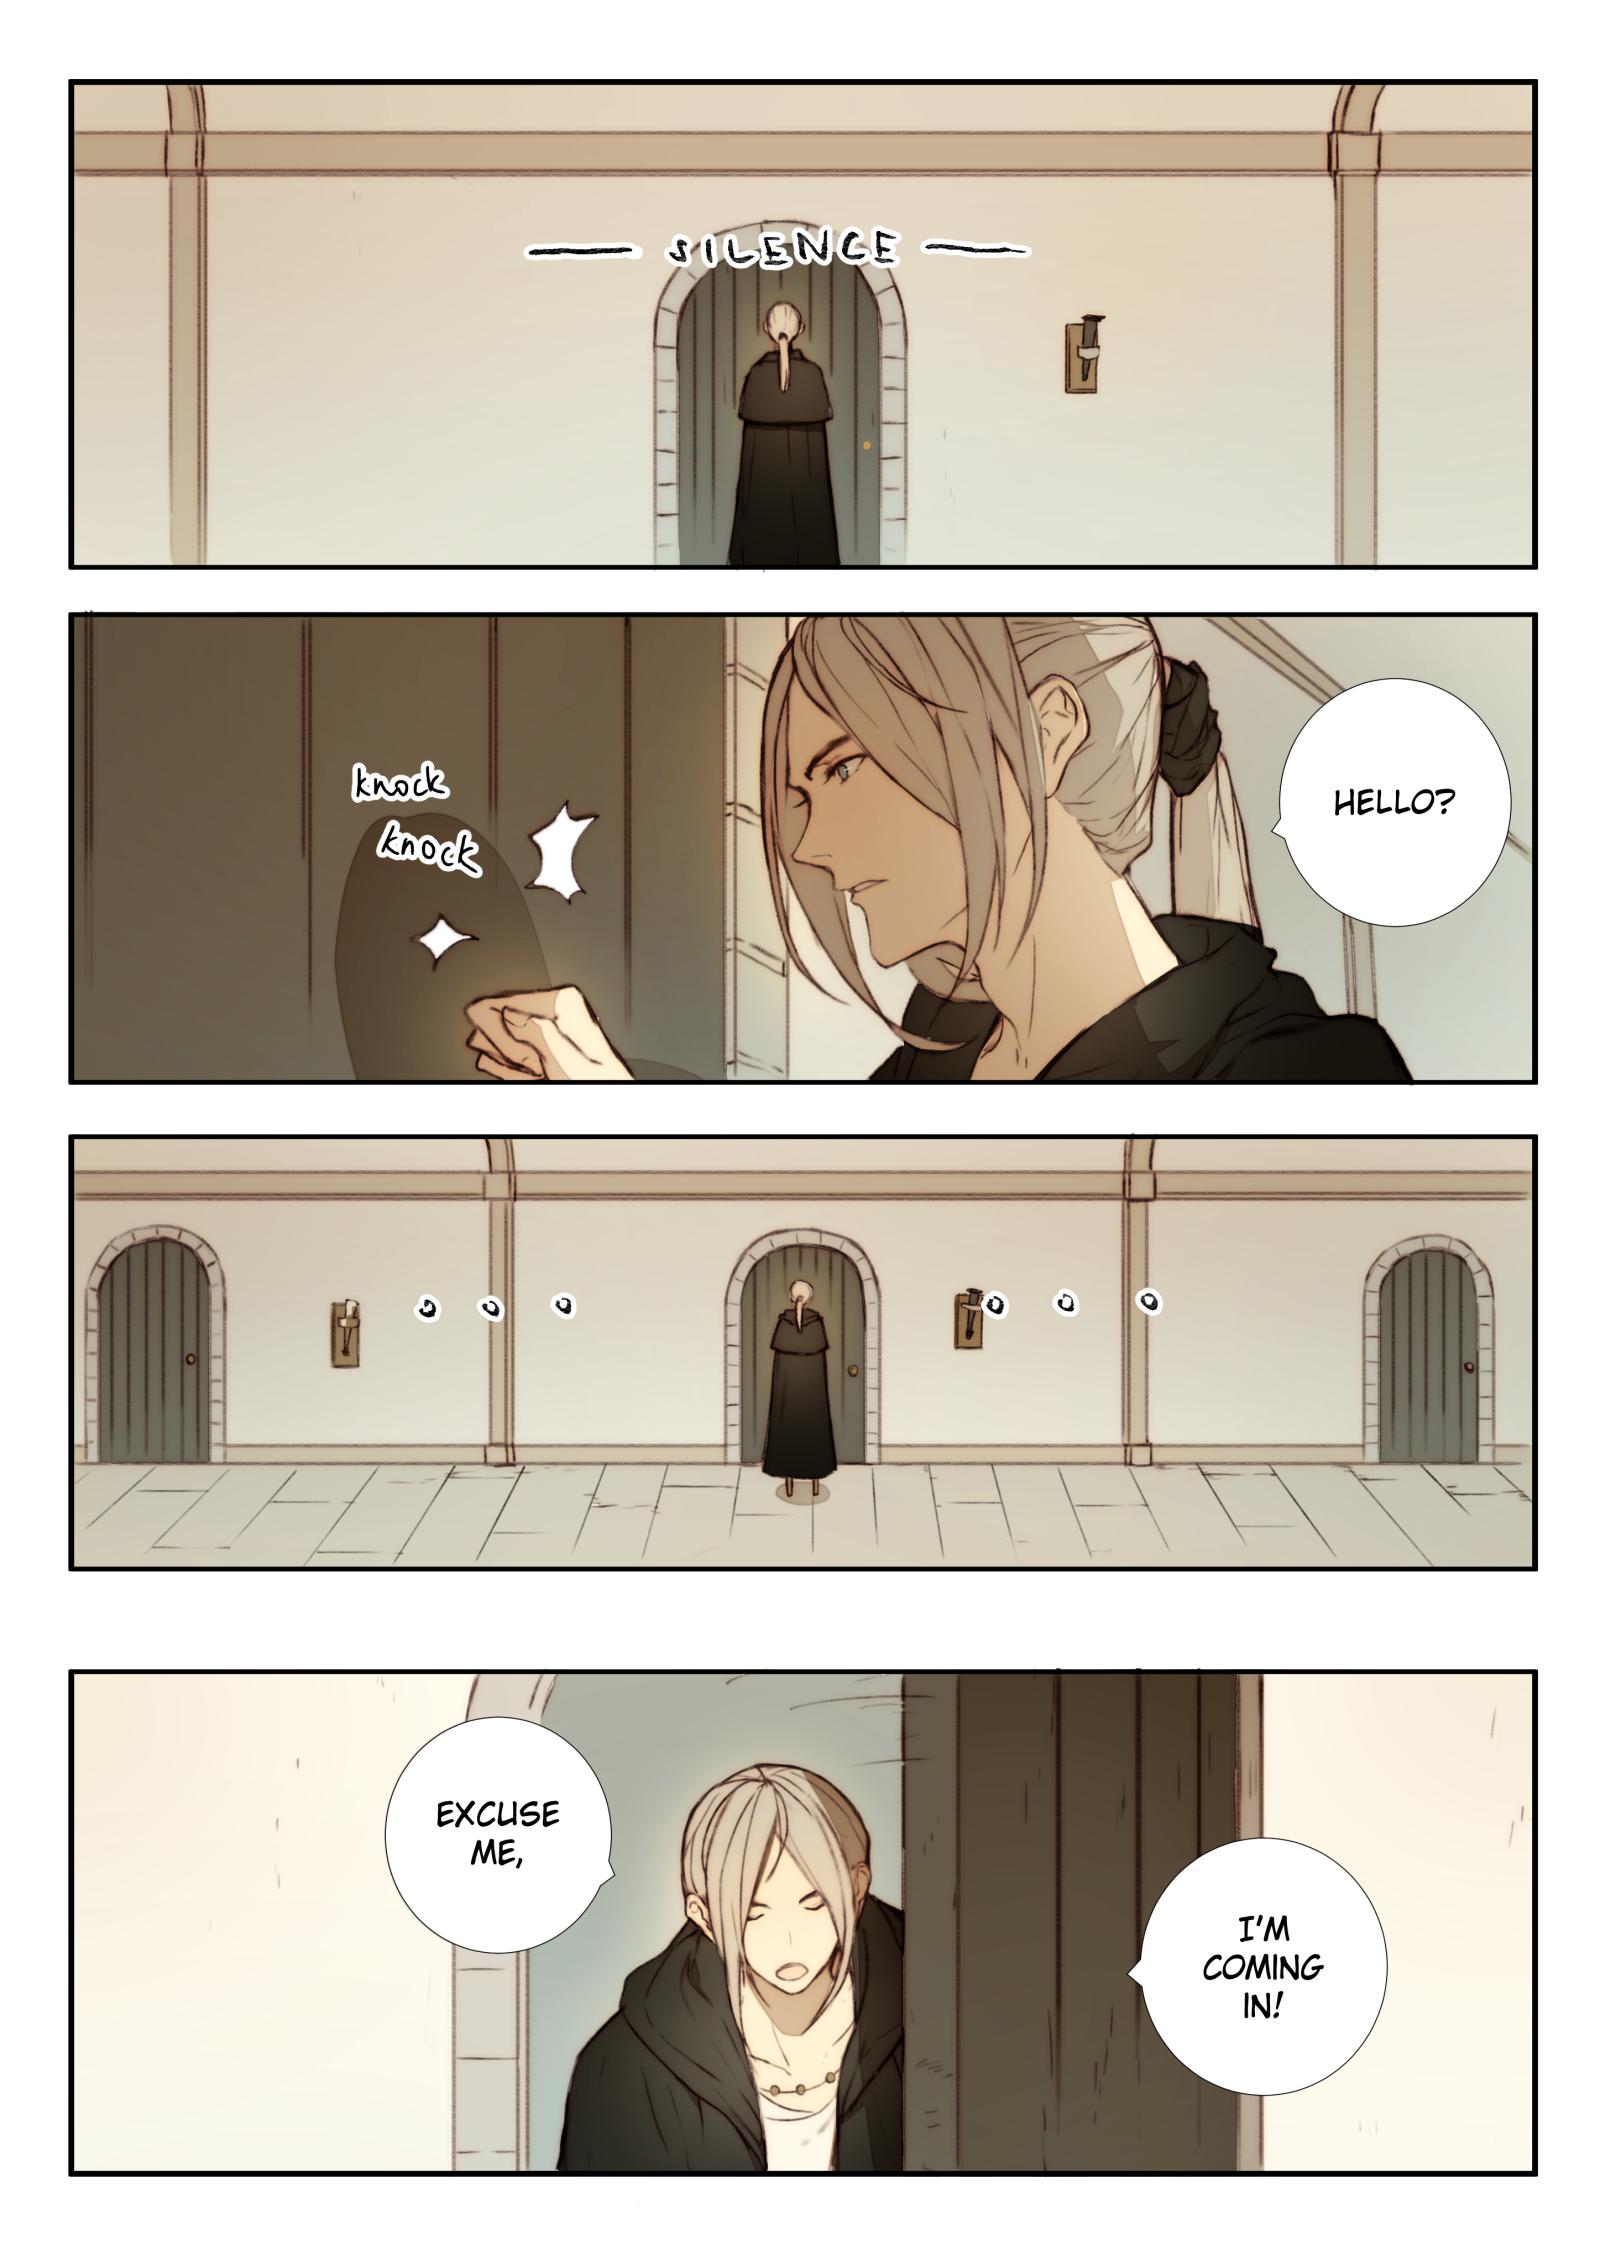 SILENCE
knock
knock
HELLO?
EXCUSE
ME,
I'M
COMING
IN!